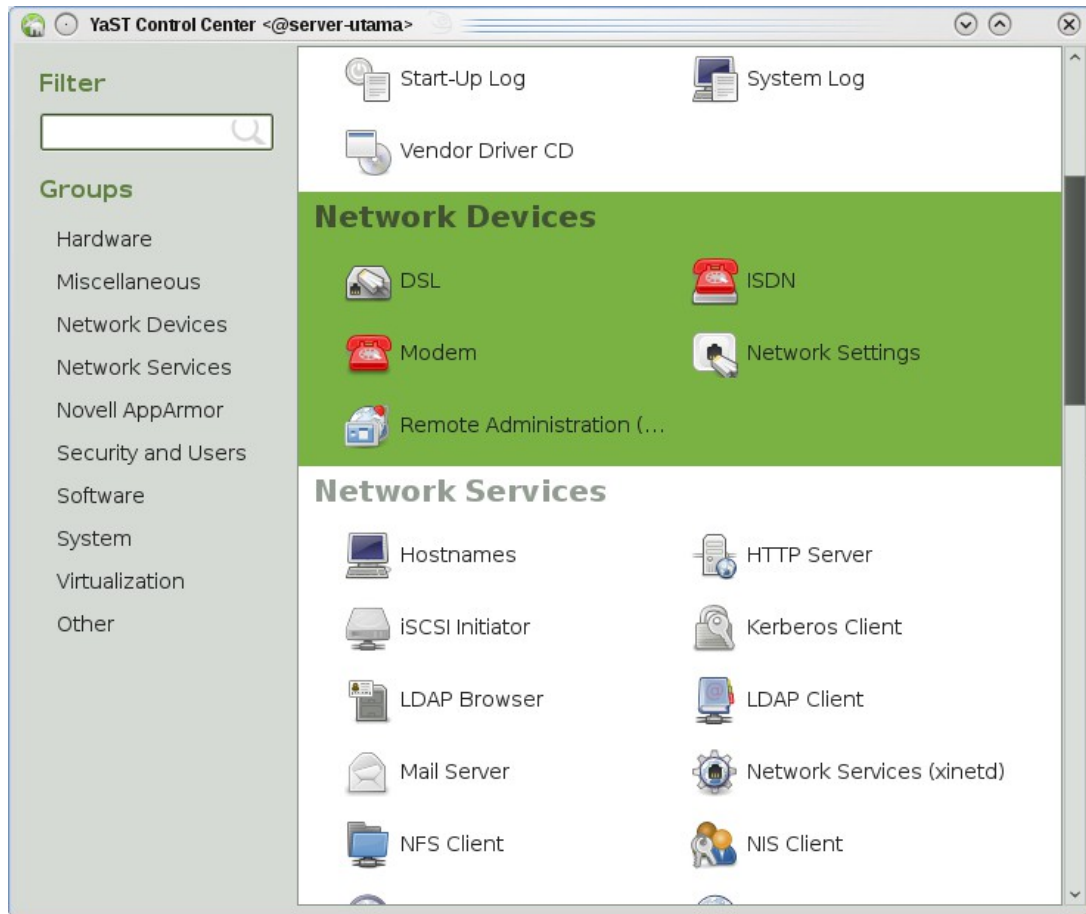 YaST Control Center <@server-utama>
Filter
Groups
Hardware
Miscellaneous
Network Devices
Network Services
Novell AppArmor
Security and Users
Software
System
Virtualization
Other
Start-Up Log
System Log
Vendor Driver CD
Network Devices
DSL
ISDN
Modem
Network Settings
Remote Administration (...
Network Services
Hostnames
HTTP Server
iSCSI Initiator
Kerberos Client
LDAP Browser
LDAP Client
Mail Server
Network Services (xinetd)
NFS Client
NIS Client